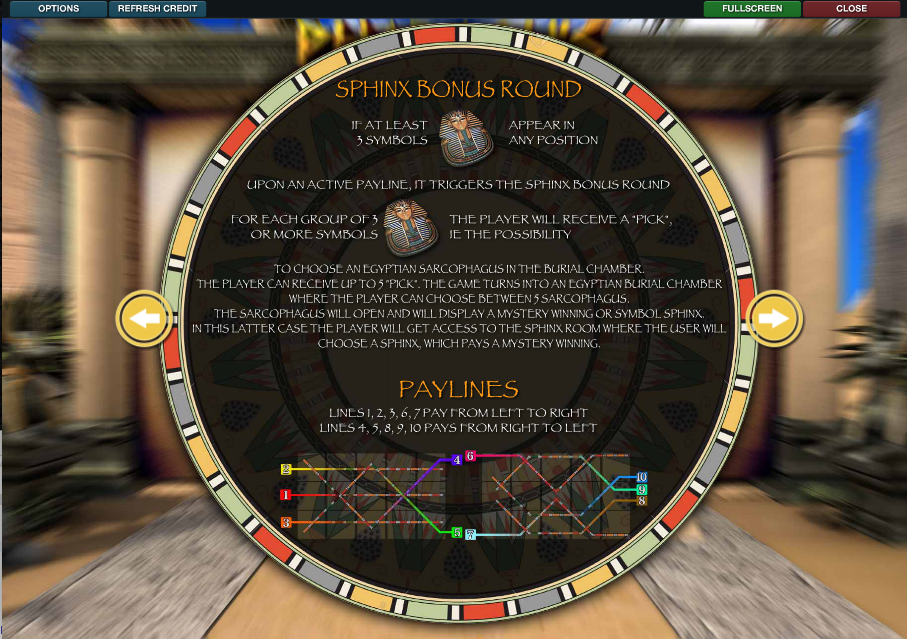 OPTIONS
REFRESH CREDIT
FULLSCREEN
CLOSE
SPHINX BONUS ROUND
IF AT LEAST
3 SYMBOLS
APPEAR IN
ANY POSITION
UPON AN ACTIVE PAYLINE, IT TRIGGERS THE SPHINX BONUS ROUND
FOR EACH GROUP OF 3
OR MORE SYMBOLS
THE PLAYER WILL RECEIVE A "PICK",
IE THE POSSIBILITY
TO CHOOSE AN EGYPTIAN SARCOPHAGUS IN THE BURIAL CHAMBER.
THE PLAYER CAN RECEIVE UP TO 5 "PICK". THE GAME TURNS INTO AN EGYPTIAN BURIAL CHAMBER
WHERE THE PLAYER CAN CHOOSE BETWEEN 5 SARCOPHAGUS.
THE SARCOPHAGUS WILL OPEN AND WILL DISPLAY A MYSTERY WINNING OR SYMBOL SPHINX.
IN THIS LATTER CASE THE PLAYER WILL GET ACCESS TO THE SPHINX ROOM WHERE THE USER WILL
CHOOSE A SPHINX, WHICH PAYS A MYSTERY WINNING.
PAYLINES
LINES 1, 2, 3, 6, 7 PAY FROM LEFT TO RIGHT
LINES 4, 5, 8, 9, 10 PAYS FROM RIGHT TO LEFT
2
1
3
4
5
6
7
10
9
8